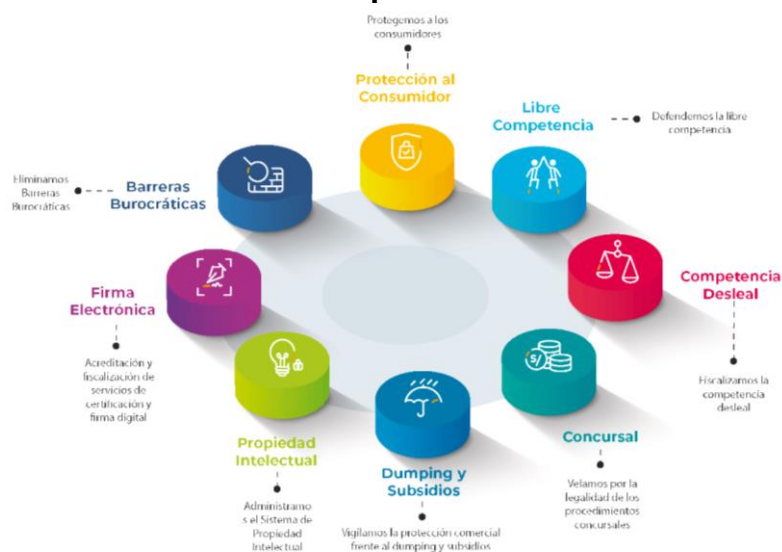 Protegemos a los
consumidores
Protección al
Consumidor
Libre
Competencia
Defendemos la libre
competencia
Eliminamos
Barreras
Burocráticas
Barreras
Burocráticas
Competencia
Desleal
Fiscalizamos la
competencia
desleal
Firma
Electrónica
Acreditación y
fiscalización de
servicios de
certificación y
firma digital
S/
Concursal
Velamos por la
legalidad de los
procedimientos
concursales
Propiedad
Intelectual
Administramo
s el Sistema de
Propiedad
Intelectual
Dumping y
Subsidios
Vigilamos la protección comercial
frente al dumping y subsidios